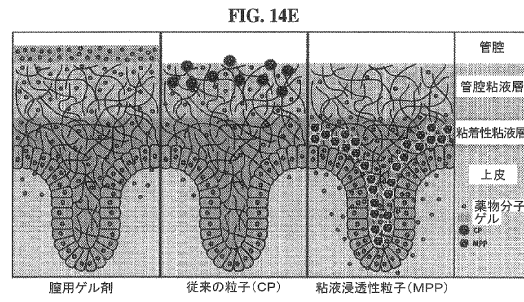 FIG. 14E
管腔
管腔粘液層
粘着性粘液層
上皮
薬物分子
ゲル
CP
MPP
膣用ゲル剤
従来の粒子(CP)
粘液浸透性粒子(MPP)